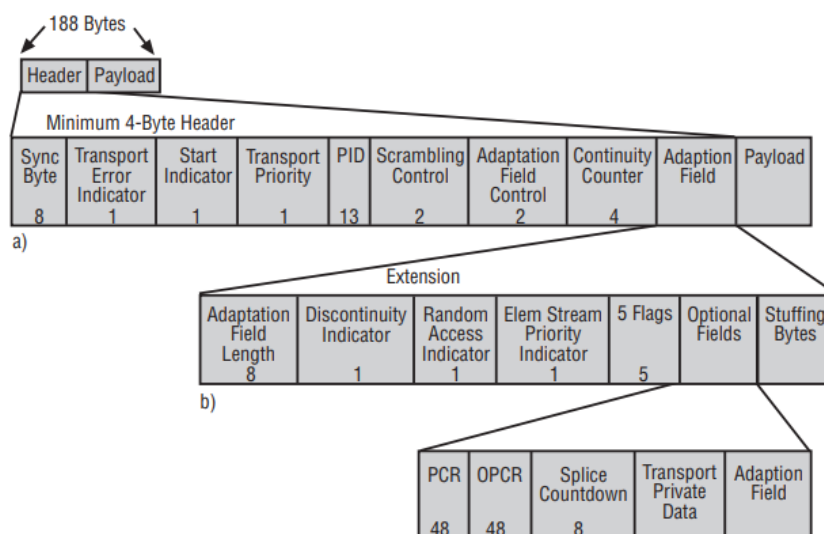 188 Bytes
Header Payload
Minimum 4-Byte Header
Sync Byte 8
Transport Error Indicator 1
Start Indicator 1
Transport Priority 1
PID 13
Scrambling Control 2
Adaptation Field Control 2
Continuity Counter 4
Adaption Field
Payload
a)
Extension
Adaptation Field Length 8
Discontinuity Indicator 1
Random Access Indicator 1
Elem Stream Priority Indicator 1
5 Flags 5
Optional Fields
Stuffing Bytes
b)
PCR 48
OPCR 48
Splice Countdown 8
Transport Private Data
Adaption Field